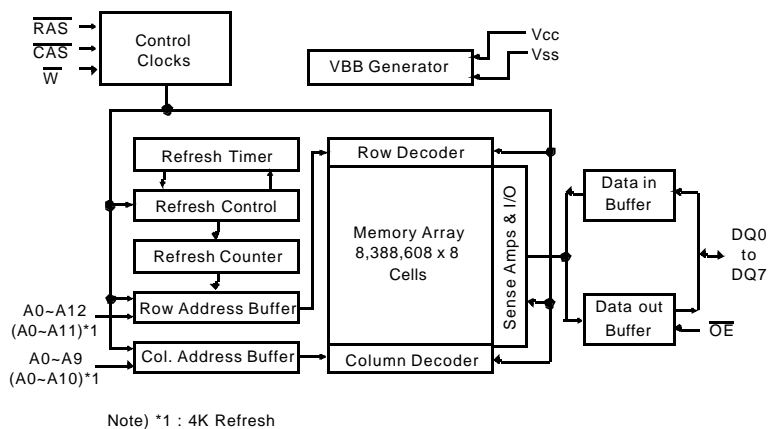 RAS
CAS
W
Control
Clocks
VBB Generator
Vcc
Vss
Refresh Timer
Refresh Control
Refresh Counter
Row Address Buffer
Col. Address Buffer
A0~A12
(A0~A11)*1
A0~A9
(A0~A10)*1
Row Decoder
Memory Array
8,388,608 x 8
Cells
Column Decoder
Sense Amps & I/O
Data in
Buffer
Data out
Buffer
DQ0
to
DQ7
OE
Note) *1 : 4K Refresh